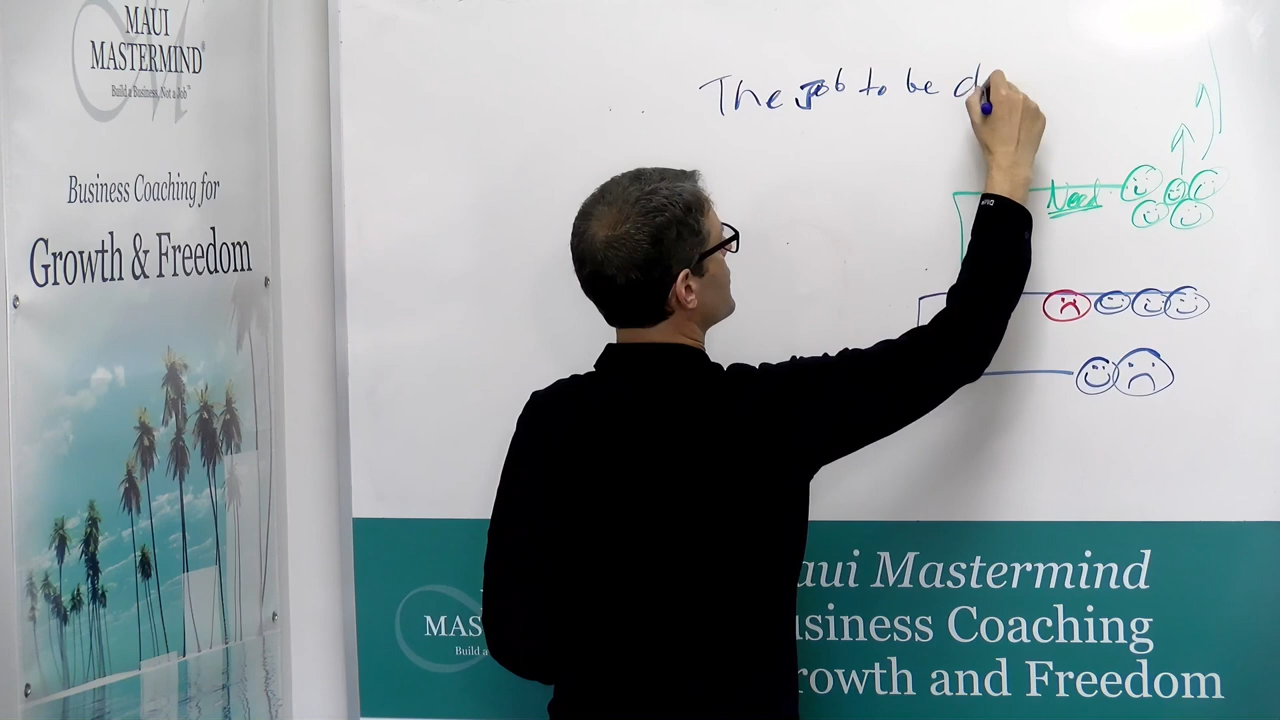 MAUI
MASTERMIND®
Build a Business, Not a Job®
Business Coaching for
Growth & Freedom
The Job to be d
Need
MAS
Build a
aui Mastermind
usiness Coaching
rowth and Freedom